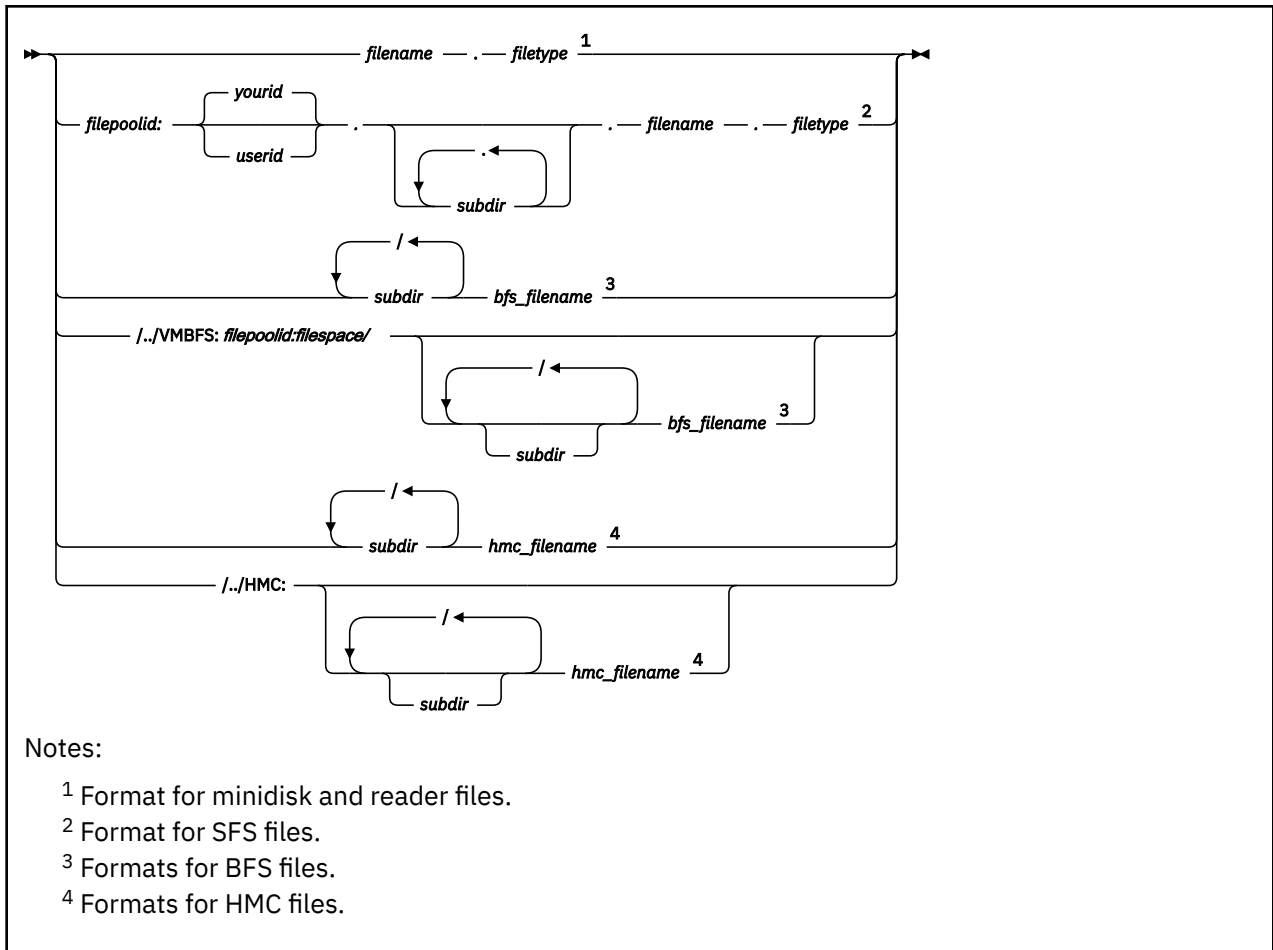 filename . filetype 1
yourid
filepoolid: . . filename . filetype 2
userid
.
subdir
/
subdir bfs_filename 3
/../VMBFS: filepoolid:filespace/
/
bfs_filename 3
subdir
/
subdir hmc_filename 4
/../HMC:
/
hmc_filename 4
subdir
Notes:
1 Format for minidisk and reader files.
2 Format for SFS files.
3 Formats for BFS files.
4 Formats for HMC files.